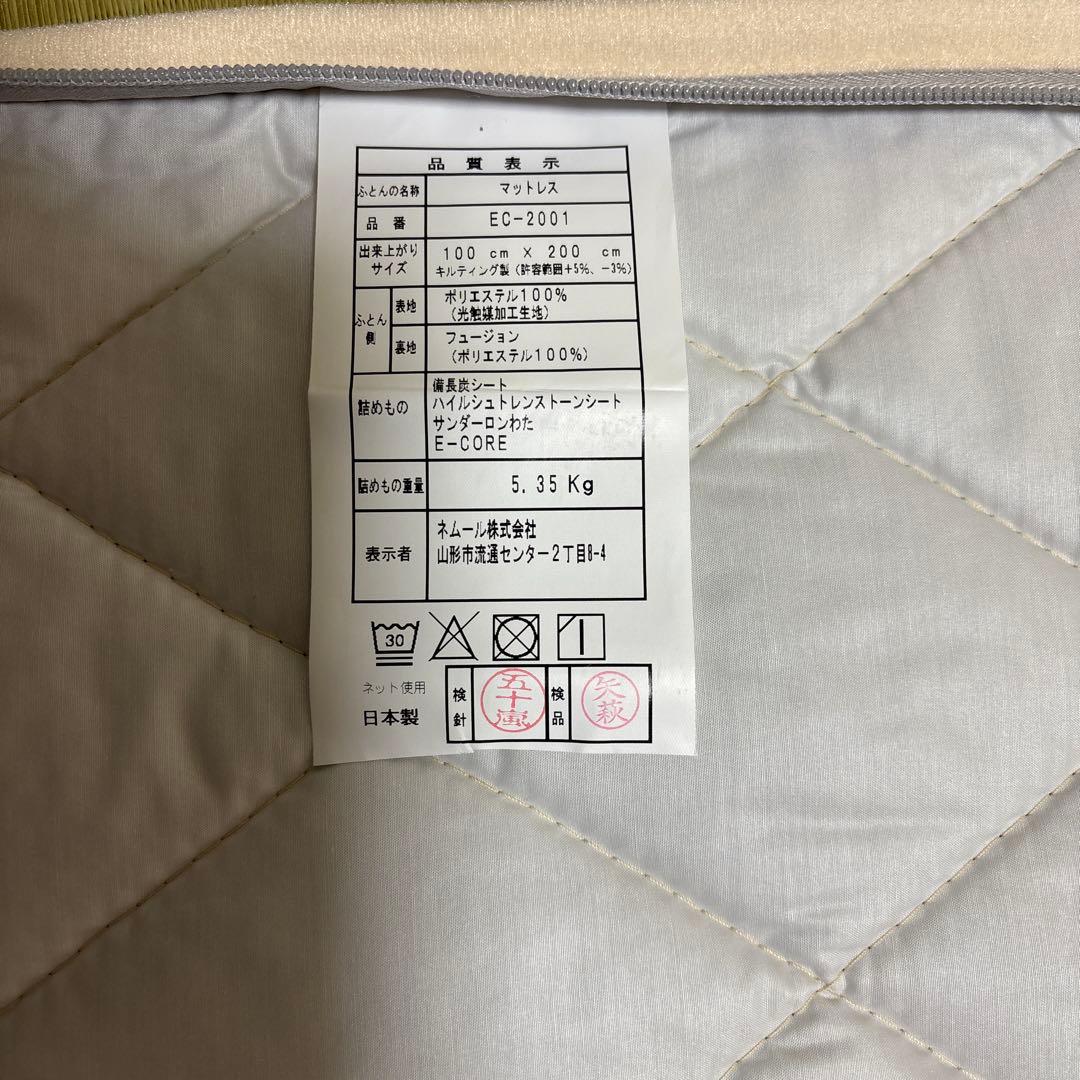 品質表示
ふとんの名称 マットレス
品番 EC-2001
出来上がりサイズ 100 cm × 200 cm
キルティング製(許容範囲+5%、-3%)
ふとん側 表地 ポリエステル100%
(光触媒加工生地)
裏地 フュージョン
(ポリエステル100%)
詰めもの 備長炭シート
ハイルシュトレンストーンシート
サンダーロンわた
E-CORE
詰めもの重量 5.35 Kg
表示者 ネムール株式会社
山形市流通センター2丁目8-4
30
ネット使用
日本製
検針 五十嵐 検品 矢萩